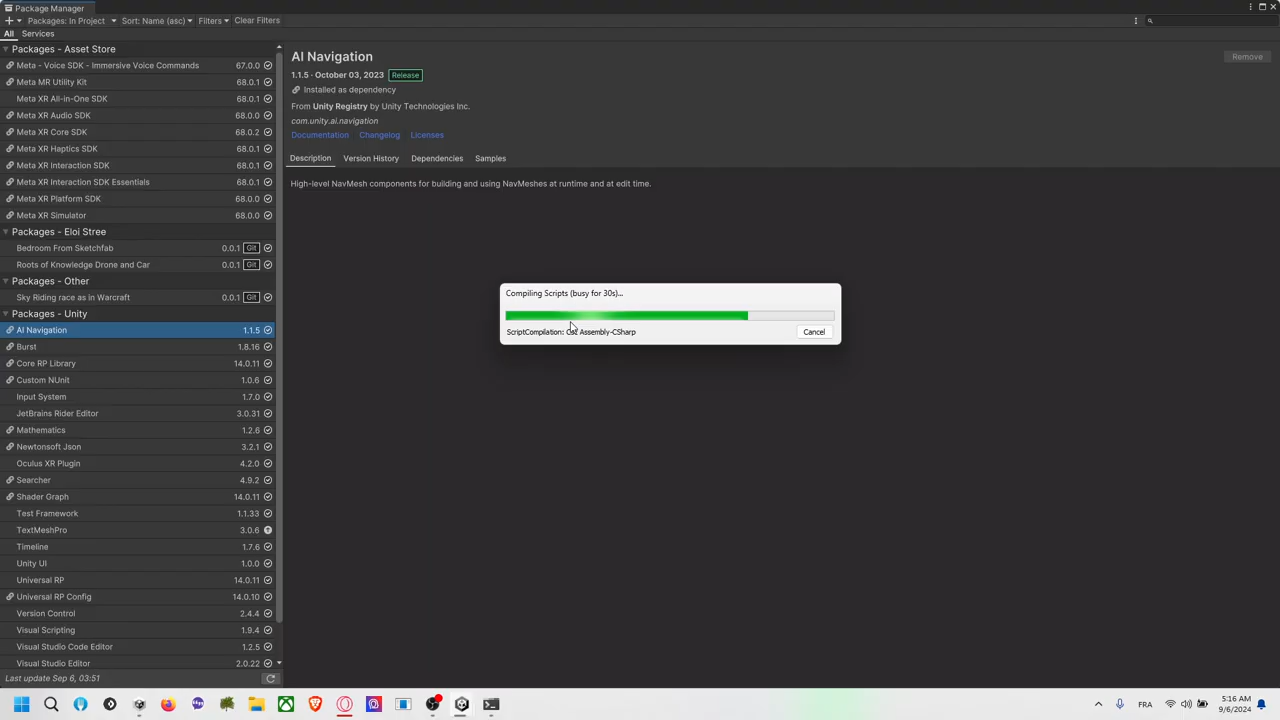 Package Manager
Packages: In Project
Sort: Name (asc)
Filters
Clear Filters
All
Services
Packages - Asset Store
Meta - Voice SDK - Immersive Voice Commands 67.0.0
Meta MR Utility Kit 68.0.1
Meta XR All-in-One SDK 68.0.1
Meta XR Audio SDK 68.0.0
Meta XR Core SDK 68.0.2
Meta XR Haptics SDK 68.0.1
Meta XR Interaction SDK 68.0.1
Meta XR Interaction SDK Essentials 68.0.1
Meta XR Platform SDK 68.0.0
Meta XR Simulator 68.0.0
Packages - Eloi Stree
Bedroom From Sketchfab 0.0.1 Git
Roots of Knowledge Drone and Car 0.0.1 Git
Packages - Other
Sky Riding race as in Warcraft 0.0.1 Git
Packages - Unity
AI Navigation 1.1.5
Burst 1.8.16
Core RP Library 14.0.11
Custom NUnit 1.0.6
Input System 1.7.0
JetBrains Rider Editor 3.0.31
Mathematics 1.2.6
Newtonsoft Json 3.2.1
Oculus XR Plugin 4.2.0
Searcher 4.9.2
Shader Graph 14.0.11
Test Framework 1.1.33
TextMeshPro 3.0.6
Timeline 1.7.6
Unity UI 1.0.0
Universal RP 14.0.11
Universal RP Config 14.0.10
Version Control 2.4.4
Visual Scripting 1.9.4
Visual Studio Code Editor 1.2.5
Visual Studio Editor 2.0.22
Last update Sep 6, 03:51
AI Navigation
Remove
1.1.5 · October 03, 2023 Release
Installed as dependency
From Unity Registry by Unity Technologies Inc.
com.unity.ai.navigation
Documentation Changelog Licenses
Description Version History Dependencies Samples
High-level NavMesh components for building and using NavMeshes at runtime and at edit time.
Compiling Scripts (busy for 30s)...
ScriptCompilation: Assembly-CSharp
Cancel
FRA
5:16 AM
9/6/2024